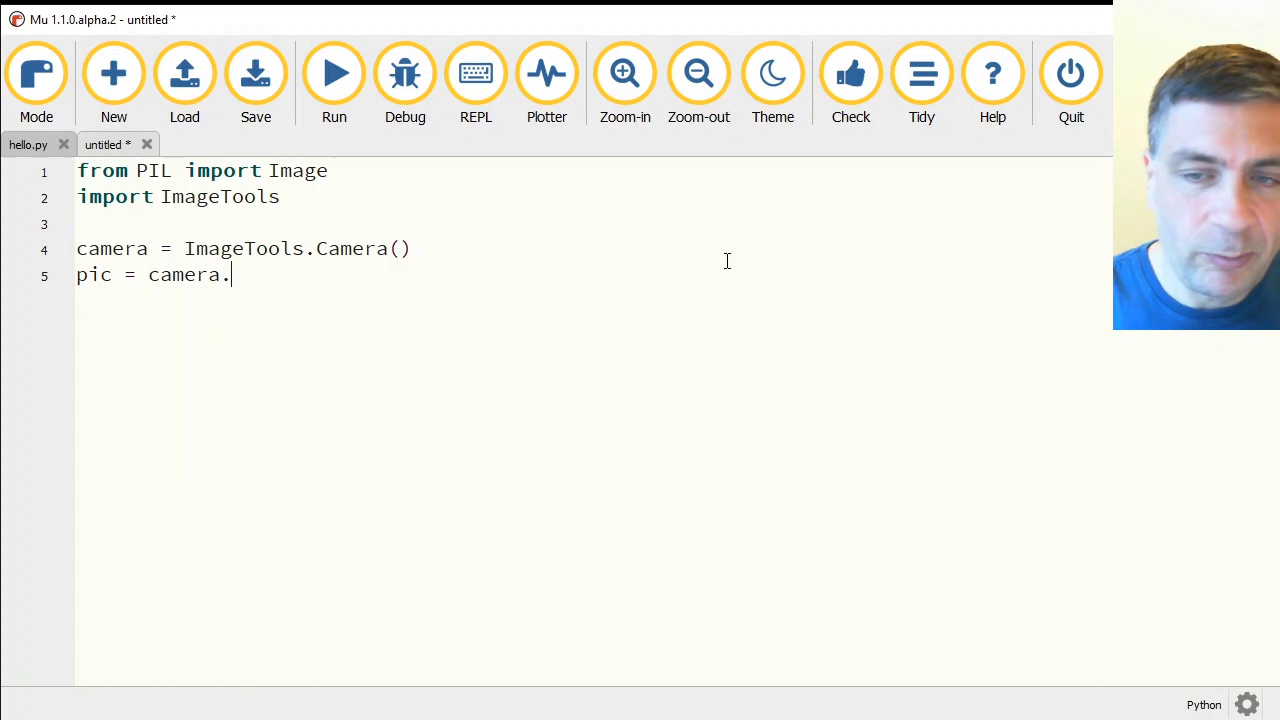 Mu 1.1.0.alpha.2 - untitled *
Mode New Load Save Run Debug REPL Plotter Zoom-in Zoom-out Theme Check Tidy Help Quit
hello.py untitled *
1 from PIL import Image
2 import ImageTools
3
4 camera = ImageTools.Camera()
5 pic = camera.
Python